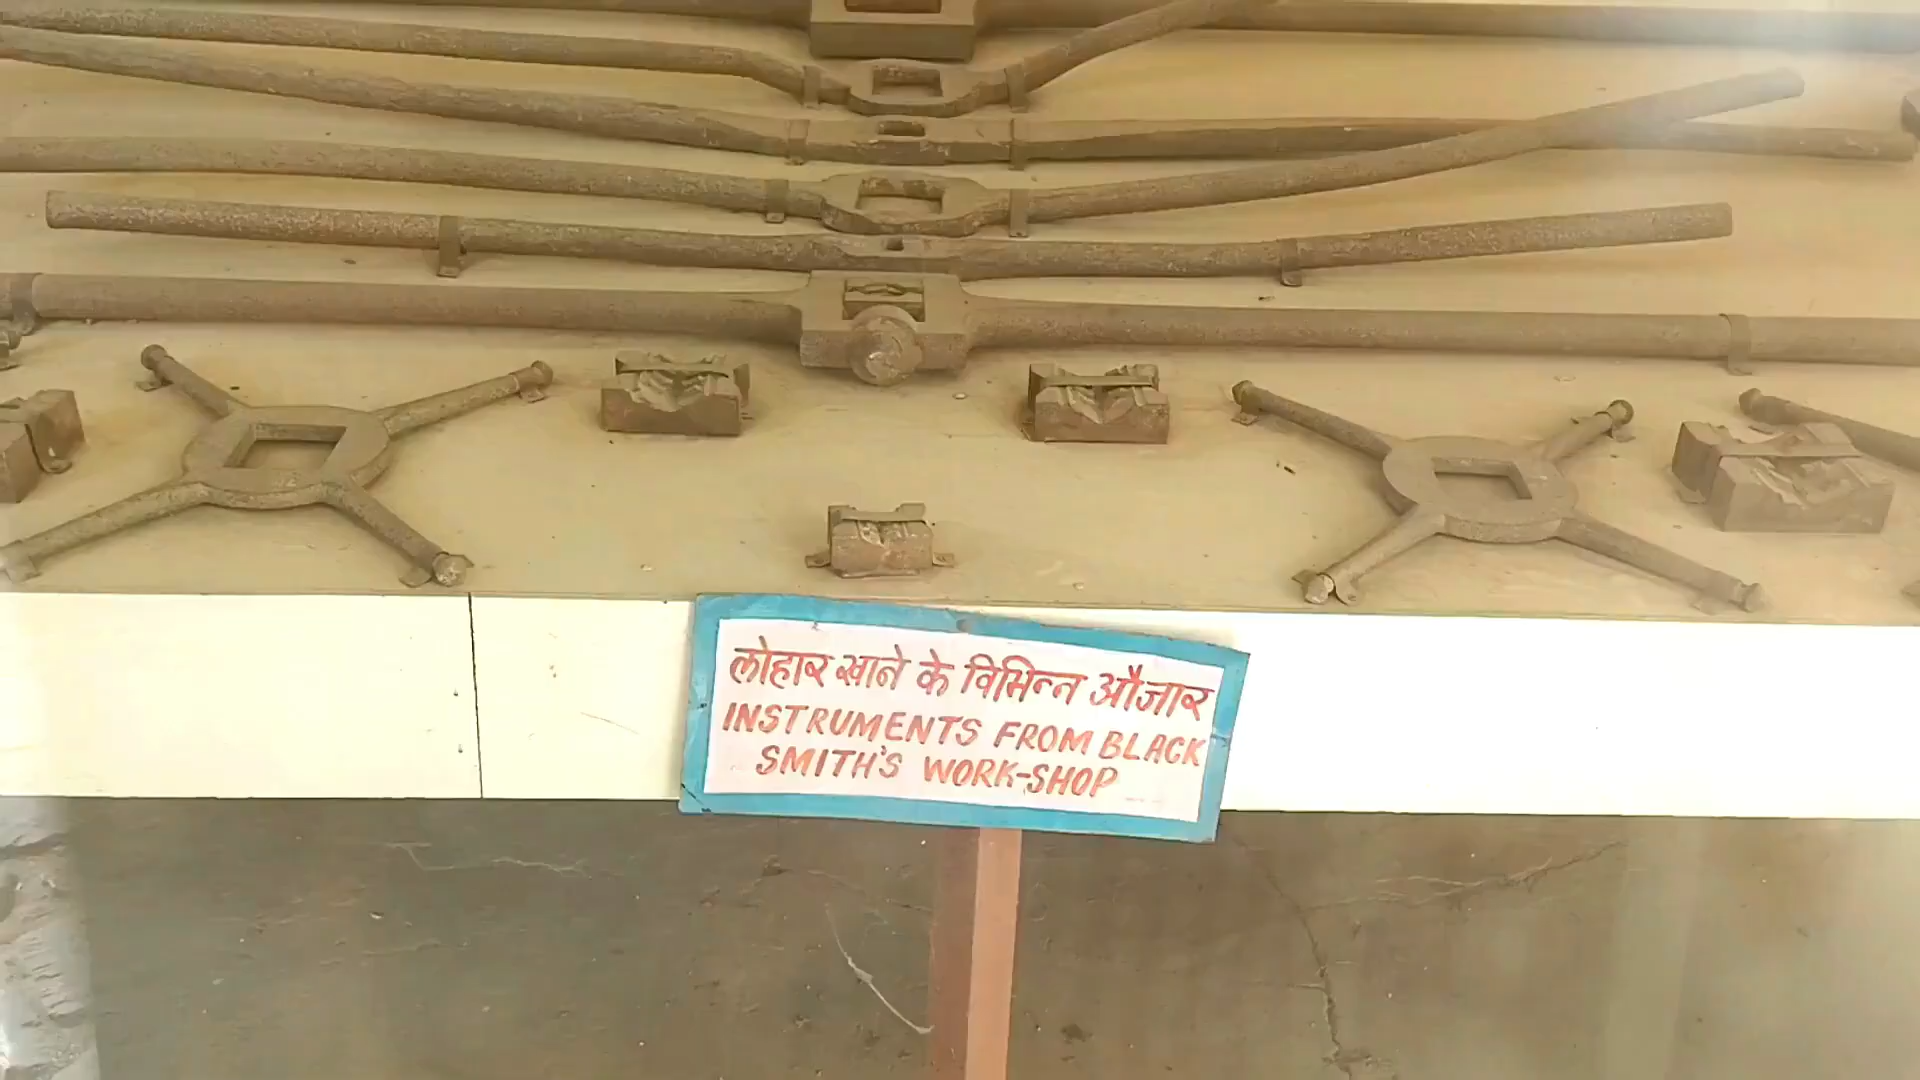 लोहार खाने के विभिन्न औजार
INSTRUMENTS FROM BLACK
SMITH'S WORK-SHOP